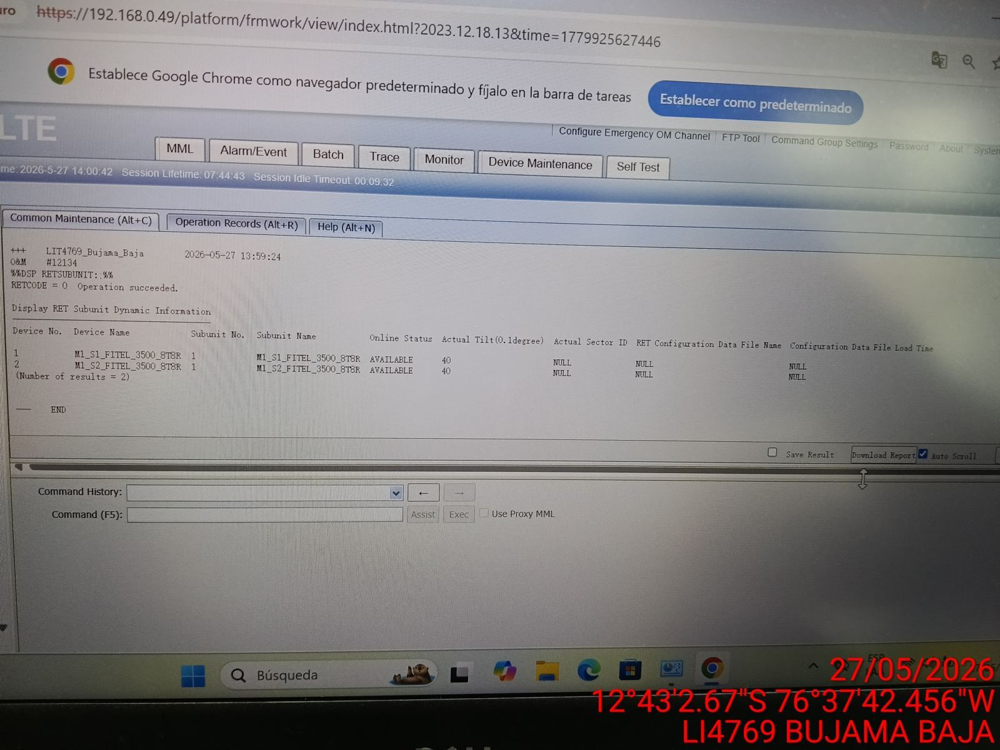 https://192.168.0.49/platform/frmwork/view/index.html?2023.12.18.13&time=1779925627446
Establece Google Chrome como navegador predeterminado y fíjalo en la barra de tareas
Establecer como predeterminado
LTE
Configure Emergency OM Channel | FTP Tool | Command Group Settings | Password | About
MML Alarm/Event Batch Trace Monitor Device Maintenance Self Test
me: 2026-5-27 14:00:42 Session Lifetime: 07:44:43 Session Idle Timeout: 00:09:32
Common Maintenance (Alt+C) Operation Records (Alt+R) Help (Alt+N)
+++ LIT4769_Bujama_Baja 2026-05-27 13:59:24
O&M #12134
%%DSP RETSUBUNIT:;%%
RETCODE = 0 Operation succeeded.
Display RET Subunit Dynamic Information
Device No. Device Name Subunit No. Subunit Name Online Status Actual Tilt(0.1degree) Actual Sector ID RET Configuration Data File Name Configuration Data File Load Time
1 M1_S1_FITEL_3500_8T8R 1 M1_S1_FITEL_3500_8T8R AVAILABLE 40 NULL NULL NULL
2 M1_S2_FITEL_3500_8T8R 1 M1_S2_FITEL_3500_8T8R AVAILABLE 40 NULL NULL NULL
(Number of results = 2)
--- END
Save Result Download Report Auto Scroll
Command History: ← →
Command (F5): Assist Exec Use Proxy MML
Búsqueda
27/05/2026
12°43'2.67"S 76°37'42.456"W
LI4769 BUJAMA BAJA